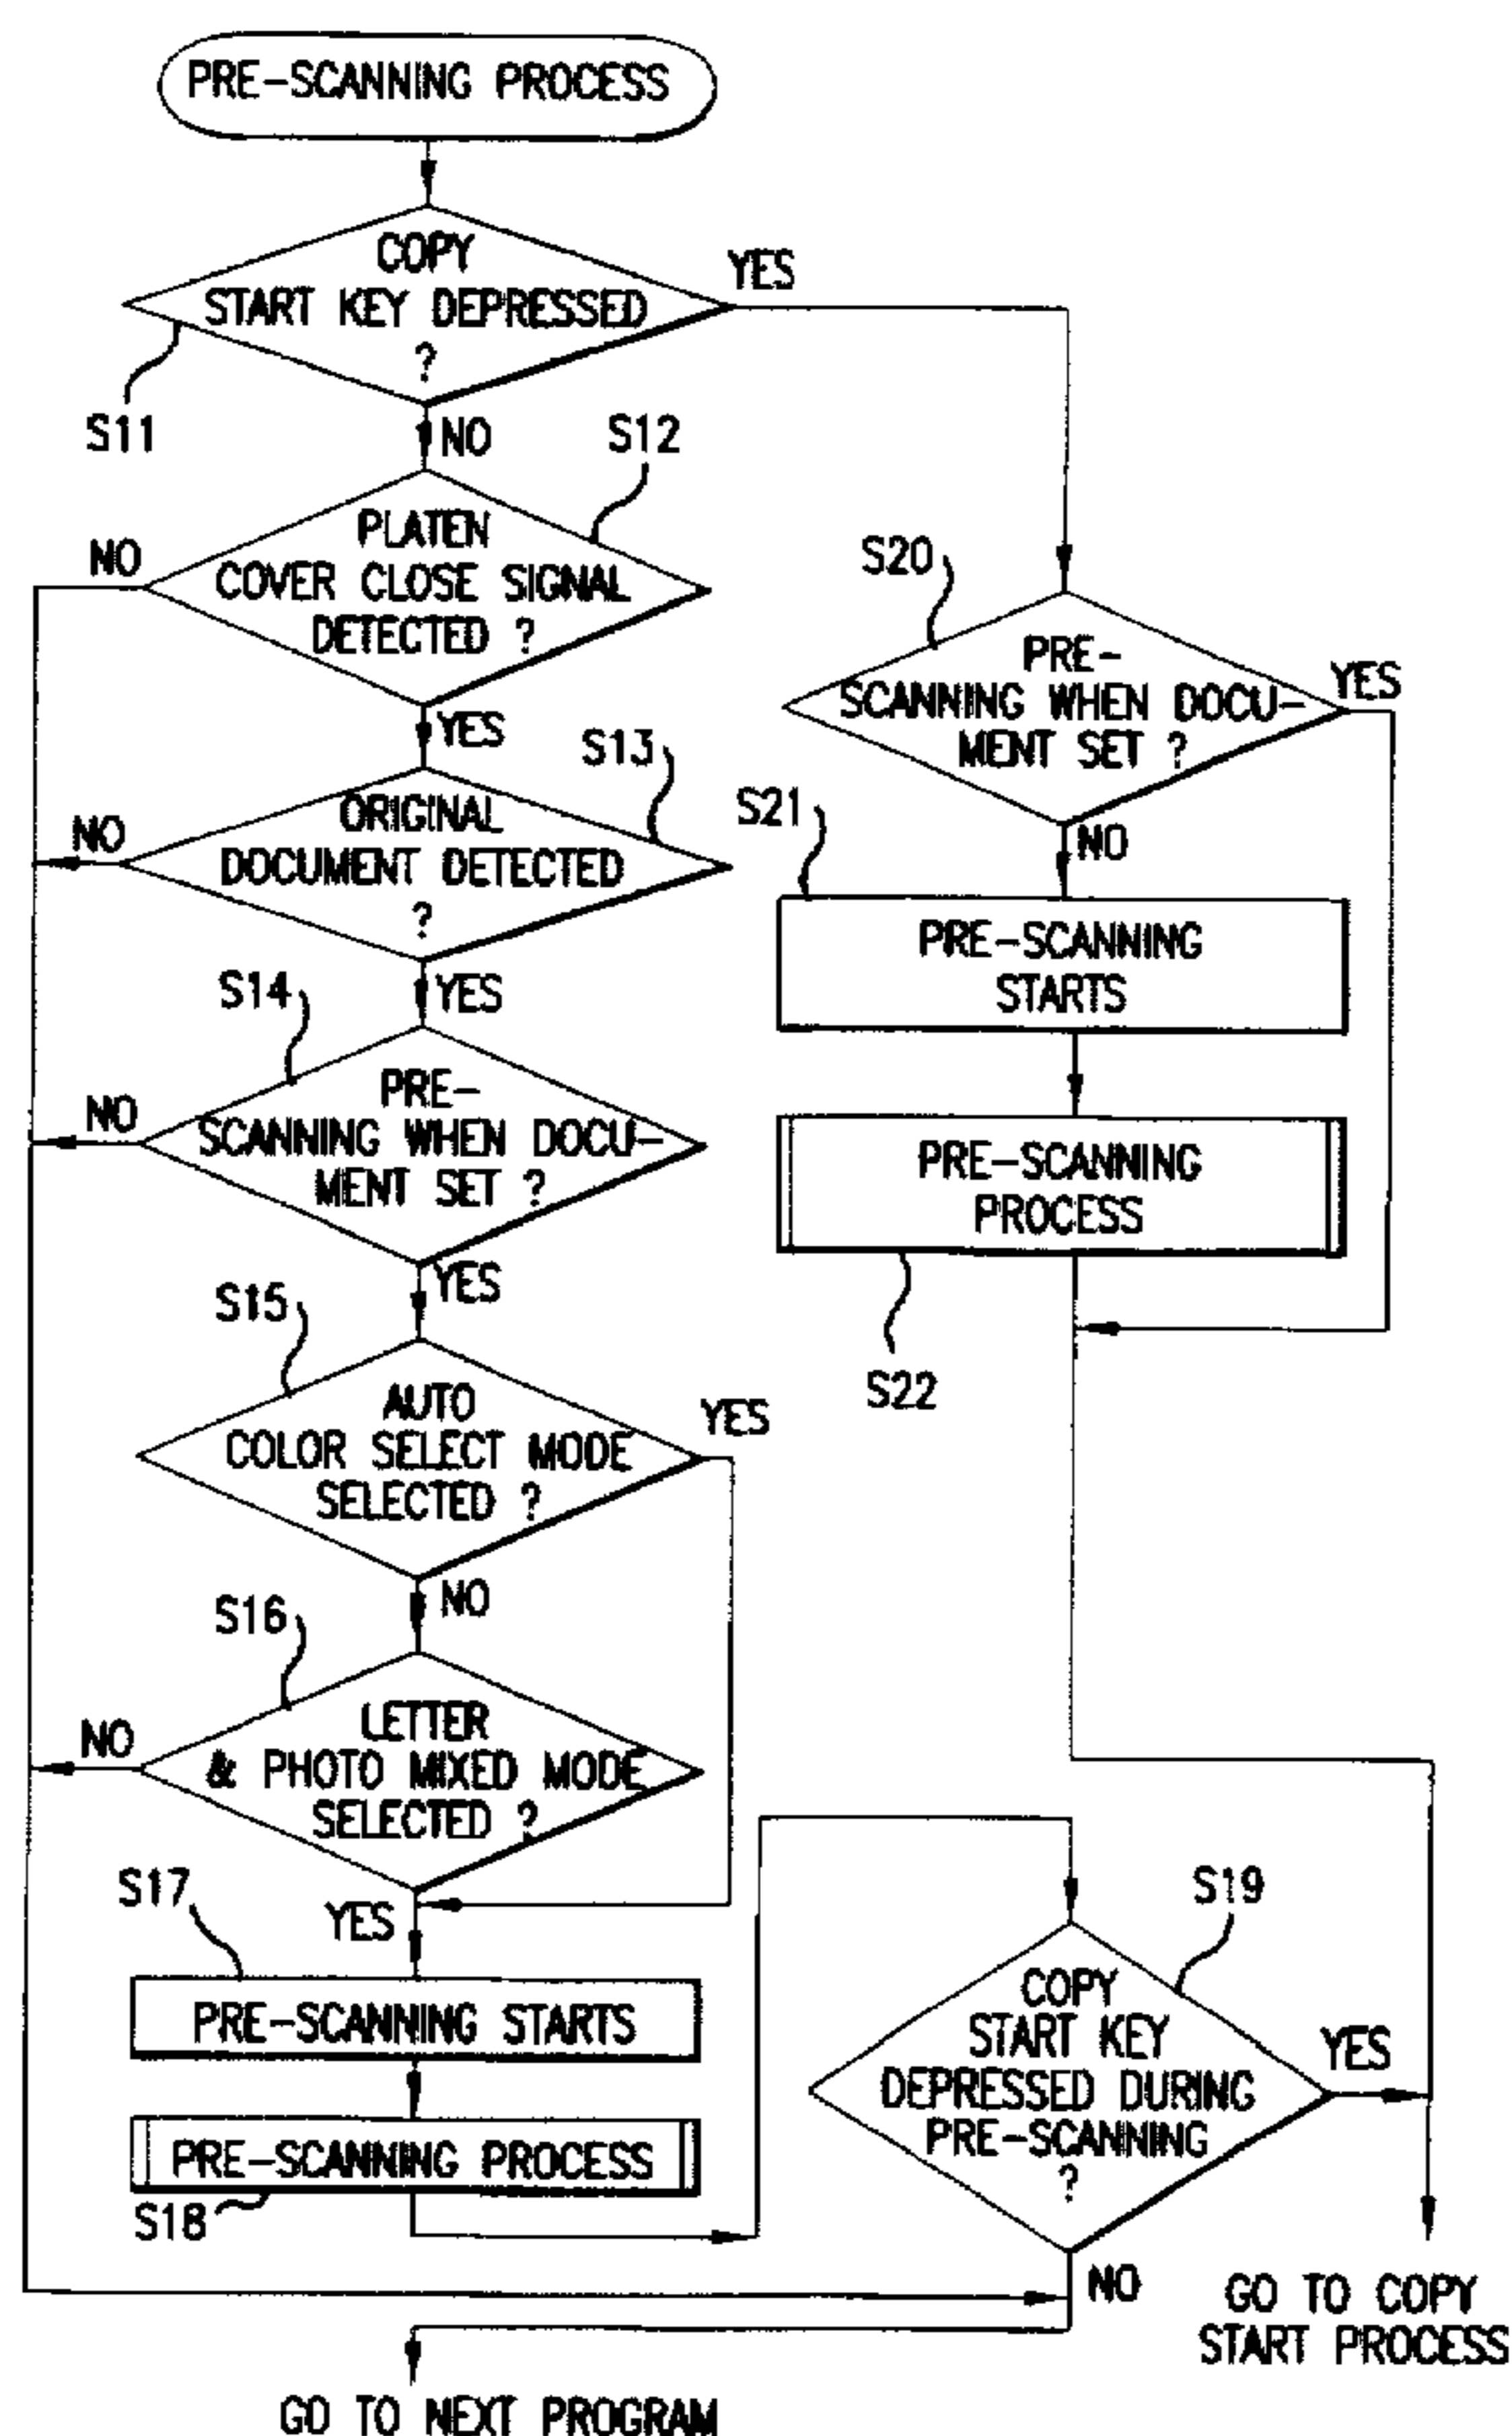 PRE-SCANNING PROCESS
COPY
START KEY DEPRESSED
?
YES
S11
NO
S12
PLATEN
COVER CLOSE SIGNAL
DETECTED ?
NO
YES
S13
ORIGINAL
DOCUMENT DETECTED
?
NO
YES
S14
PRE-
SCANNING WHEN DOCU-
MENT SET ?
NO
YES
S15
AUTO
COLOR SELECT MODE
SELECTED ?
YES
NO
S16
LETTER
& PHOTO MIXED MODE
SELECTED ?
NO
YES
S17
PRE-SCANNING STARTS
PRE-SCANNING PROCESS
S18
S20
PRE-
SCANNING WHEN DOCU-
MENT SET ?
YES
NO
S21
PRE-SCANNING
STARTS
PRE-SCANNING
PROCESS
S22
S19
COPY
START KEY
DEPRESSED DURING
PRE-SCANNING
?
YES
NO
GO TO COPY
START PROCESS
GO TO NEXT PROGRAM